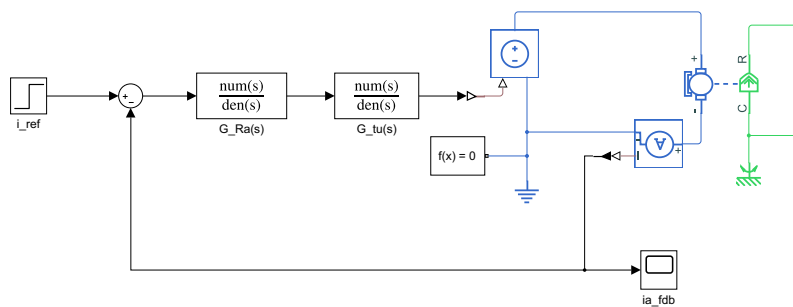 i_ref
+
-
num(s)
den(s)
G_Ra(s)
num(s)
den(s)
G_tu(s)
+
-
f(x) = 0
+
-
R
C
A
-
+
I
ia_fdb